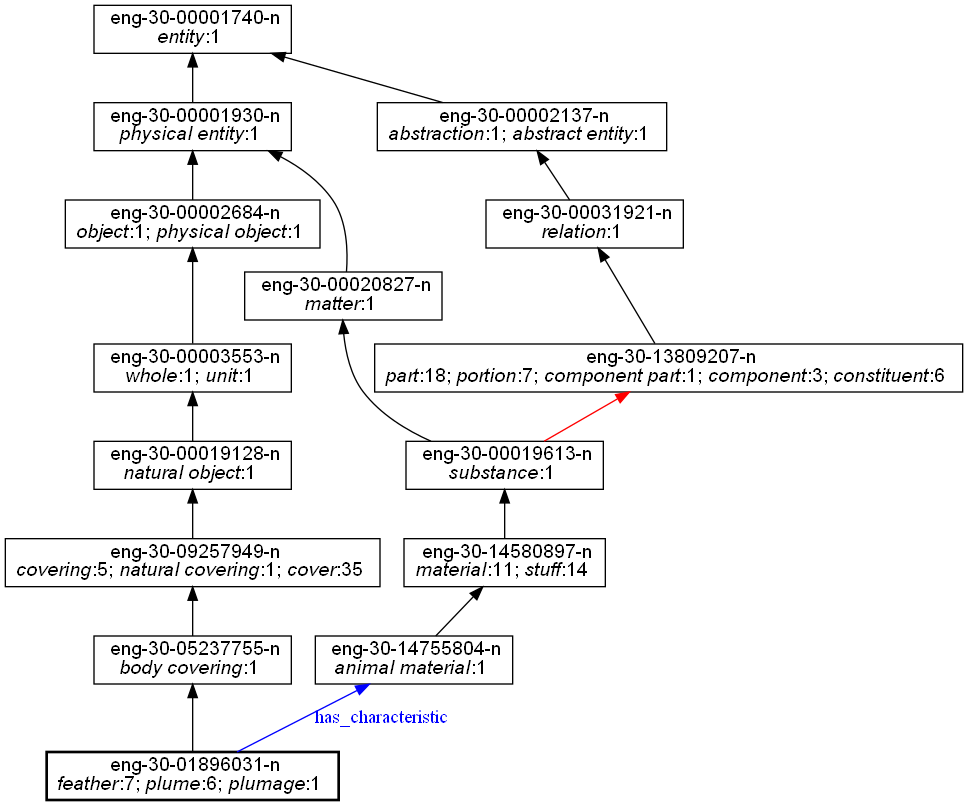 eng-30-00001740-n
entity:1
eng-30-00001930-n
physical entity:1
eng-30-00002137-n
abstraction:1; abstract entity:1
eng-30-00002684-n
object:1; physical object:1
eng-30-00031921-n
relation:1
eng-30-00020827-n
matter:1
eng-30-00003553-n
whole:1; unit:1
eng-30-13809207-n
part:18; portion:7; component part:1; component:3; constituent:6
eng-30-00019128-n
natural object:1
eng-30-00019613-n
substance:1
eng-30-09257949-n
covering:5; natural covering:1; cover:35
eng-30-14580897-n
material:11; stuff:14
eng-30-05237755-n
body covering:1
eng-30-14755804-n
animal material:1
has_characteristic
eng-30-01896031-n
feather:7; plume:6; plumage:1